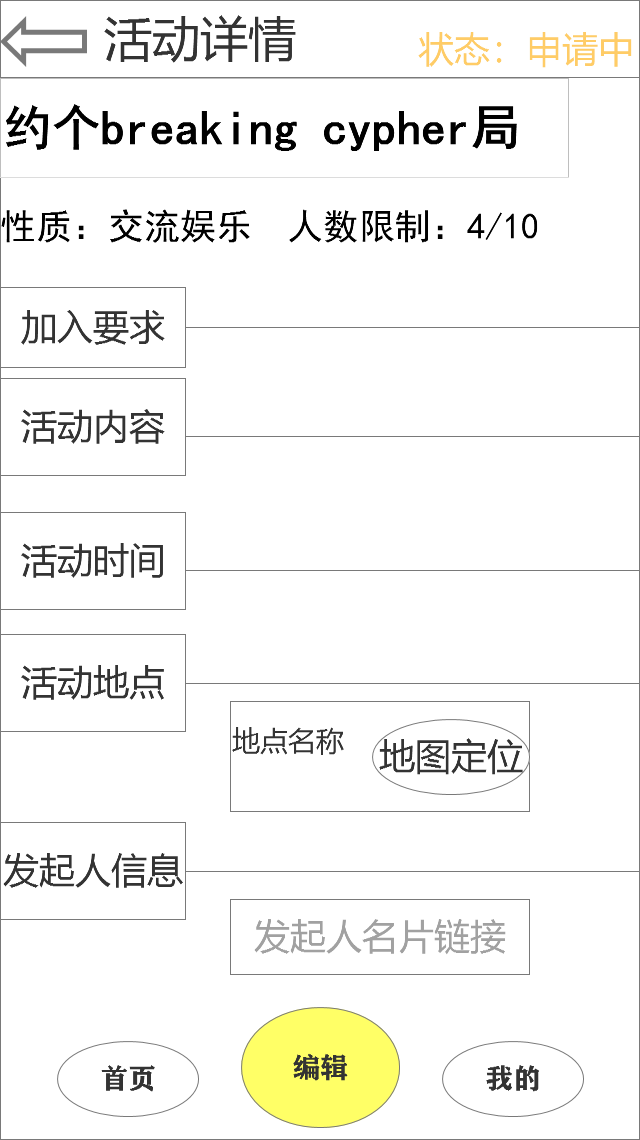 活动详情
状态：申请中
约个breaking cypher局
性质：交流娱乐 人数限制：4/10
加入要求
活动内容
活动时间
活动地点
地点名称
地图定位
发起人信息
发起人名片链接
首页
编辑
我的